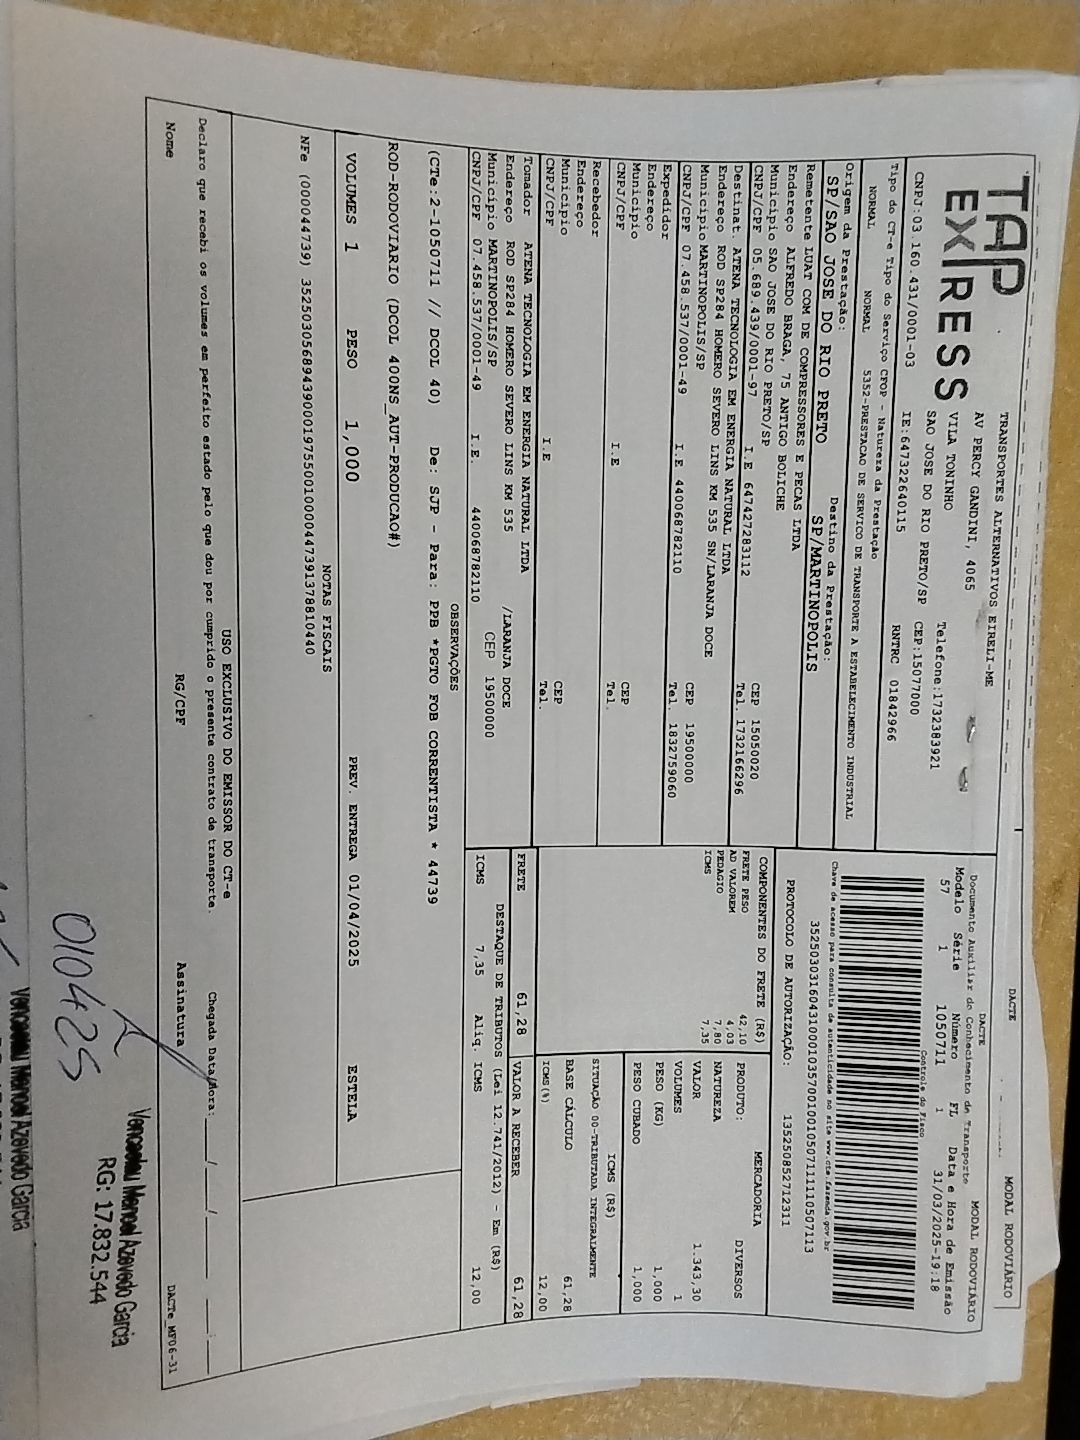 DACTE MODAL RODOVIÁRIO
TAP
EXPRESS
TRANSPORTES ALTERNATIVOS EIRELI-ME
AV PERCY GANDINI, 4065
VILA TONINHO Telefone:1732383921
SAO JOSE DO RIO PRETO/SP CEP:15077000
CNPJ:03.160.431/0001-03 IE:647322640115 RNTRC 01842966
DACTE MODAL RODOVIÁRIO
Documento Auxiliar do Conhecimento de Transporte
Modelo Série Número FL Data e Hora de Emissão
57 1 1050711 1 31/03/2025-19:18
Controle do Fisco
Tipo do CT-e Tipo do Serviço CFOP - Natureza da Prestação
NORMAL NORMAL 5352-PRESTACAO DE SERVICO DE TRANSPORTE A ESTABELECIMENTO INDUSTRIAL
Chave de acesso para consulta de autenticidade no site www.cte.fazenda.gov.br
Origem da Prestação: Destino da Prestação:
SP/SAO JOSE DO RIO PRETO SP/MARTINOPOLIS
PROTOCOLO DE AUTORIZAÇÃO: 135250852712311
Remetente LUAT COM DE COMPRESSORES E PECAS LTDA
Endereço ALFREDO BRAGA, 75 ANTIGO BOLICHE
Município SAO JOSE DO RIO PRETO/SP CEP 15050020
CNPJ/CPF 05.689.439/0001-97 I.E 647427283112 Tel. 1732166296
Destinat. ATENA TECNOLOGIA EM ENERGIA NATURAL LTDA
Endereço ROD SP284 HOMERO SEVERO LINS KM 535 SN/LARANJA DOCE
Município MARTINOPOLIS/SP CEP 19500000
CNPJ/CPF 07.458.537/0001-49 I.E 440068782110 Tel 1832759060
Expedidor
Endereço
Município CEP
CNPJ/CPF I.E Tel.
Recebedor
Endereço
Município CEP
CNPJ/CPF I.E Tel.
Tomador ATENA TECNOLOGIA EM ENERGIA NATURAL LTDA
Endereço ROD SP284 HOMERO SEVERO LINS KM 535 /LARANJA DOCE
Município MARTINOPOLIS/SP CEP 19500000
CNPJ/CPF 07.458.537/0001-49 I.E. 440068782110
COMPONENTES DO FRETE (R$)
FRETE PESO 42,10
AD VALOREM 4,03
PEDAGIO 7,80
ICMS 7,35
MERCADORIA
PRODUTO: DIVERSOS
NATUREZA
VALOR 1.343,30
VOLUMES 1
PESO (KG) 1,000
PESO CUBADO 1,000
ICMS (R$)
SITUAÇÃO 00-TRIBUTADA INTEGRALMENTE
BASE CÁLCULO 61,28
ICMS(%) 12,00
FRETE 61,28 VALOR A RECEBER 61,28
DESTAQUE DE TRIBUTOS (Lei 12.741/2012) - Em (R$)
ICMS 7,35 Aliq. ICMS 12,00
OBSERVAÇÕES
(CTe:2-1050711 // DCOL 40) De: SJP - Para: PPB *PGTO FOB CORRENTISTA * 44739
ROD-RODOVIARIO (DCOL 400NS_AUT-PRODUCAO#)
VOLUMES 1 PESO 1,000 PREV. ENTREGA 01/04/2025 ESTELA
NOTAS FISCAIS
USO EXCLUSIVO DO EMISSOR DO CT-e
Declaro que recebi os volumes em perfeito estado pelo que dou por cumprido o presente contrato de transporte. Chegada Data/Hora: ___/___/___ ___:___
Nome RG/CPF Assinatura DACTe_MF06-31
Venceslau Manoel Azevedo Garcia
RG: 17.832.544
010425
Venceslau Manoel Azevedo Garcia